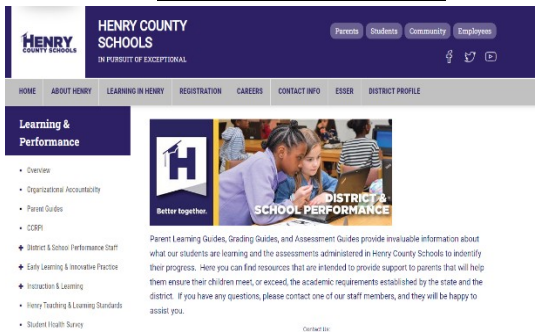 HENRY
COUNTY SCHOOLS
HENRY COUNTY
SCHOOLS
IN PURSUIT OF EXCEPTIONAL
Parents Students Community Employees
HOME ABOUT HENRY LEARNING IN HENRY REGISTRATION CAREERS CONTACT INFO ESSER DISTRICT PROFILE
Learning &
Performance
Overview
Organizational Accountability
Parent Guides
CCRPI
District & School Performance Staff
Early Learning & Innovative Practice
Instruction & Learning
Henry Teaching & Learning Standards
Student Health Survey
H
Better together.
DISTRICT &
SCHOOL PERFORMANCE
Parent Learning Guides, Grading Guides, and Assessment Guides provide invaluable information about
what our students are learning and the assessments administered in Henry County Schools to indentify
their progress. Here you can find resources that are intended to provide support to parents that will help
them ensure their children meet, or exceed, the academic requirements established by the state and the
district. If you have any questions, please contact one of our staff members, and they will be happy to
assist you.
Contact Us: